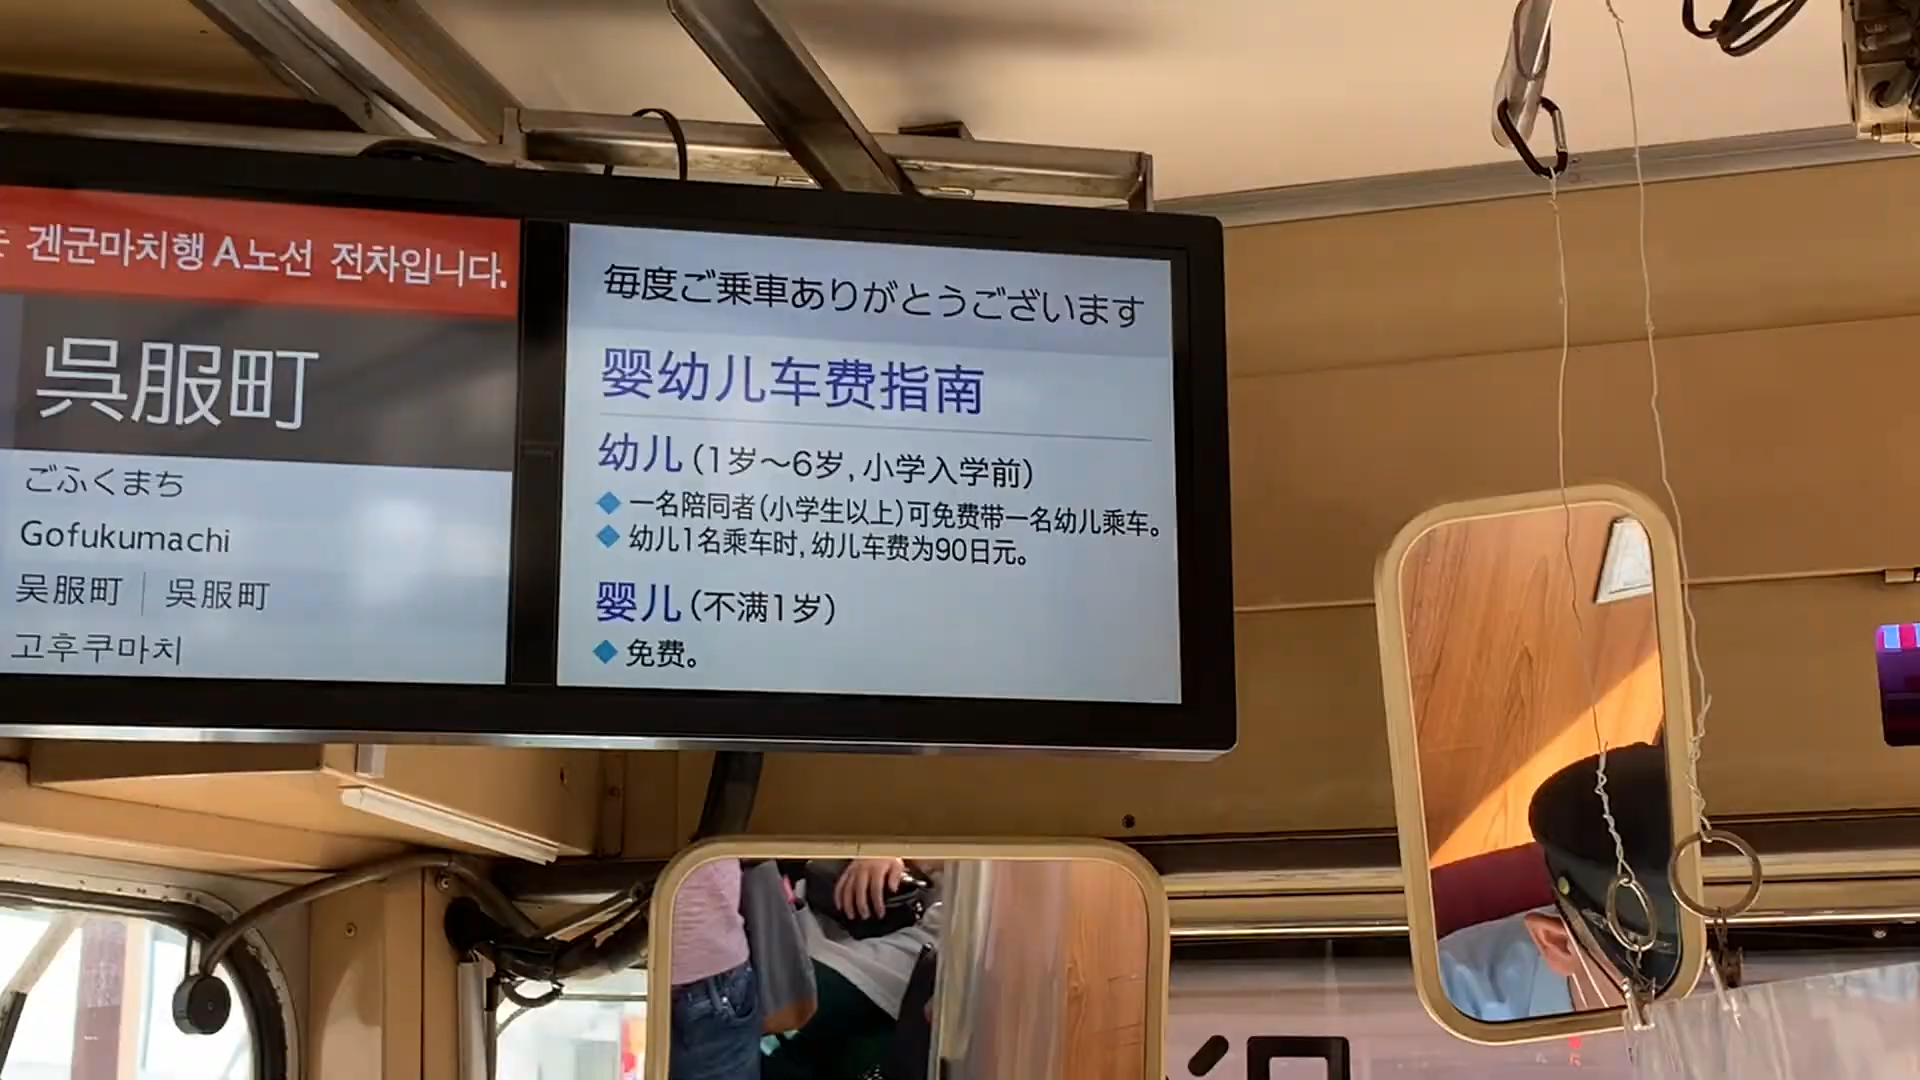 겐군마치행 A노선 전차입니다.
呉服町
ごふくまち
Gofukumachi
吴服町 | 吳服町
고후쿠마치
毎度ご乗車ありがとうございます
婴幼儿车费指南
幼儿(1岁～6岁,小学入学前)
◆ 一名陪同者(小学生以上)可免费带一名幼儿乘车。
◆ 幼儿1名乘车时,幼儿车费为90日元。
婴儿(不满1岁)
◆ 免费。